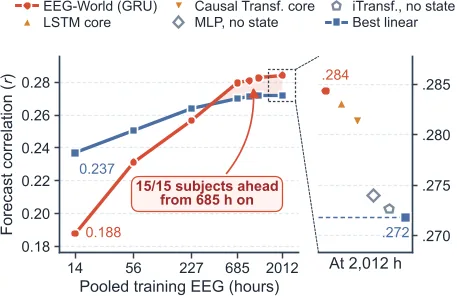 EEG-World (GRU)
Causal Transf. core
iTransf., no state
LSTM core
MLP, no state
Best linear
Forecast correlation (r)
0.28
0.26
0.24
0.22
0.20
0.18
0.237
0.188
15/15 subjects ahead
from 685 h on
14
56
227
685
2012
Pooled training EEG (hours)
.284
.272
.285
.280
.275
.270
At 2,012 h